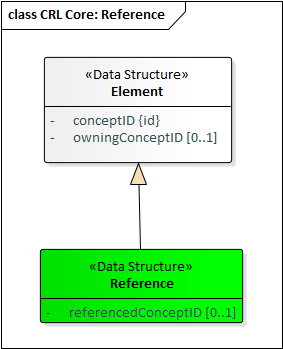 class CRL Core: Reference
«Data Structure»
Element
- conceptID {id}
- owningConceptID [0..1]
«Data Structure»
Reference
- referencedConceptID [0..1]